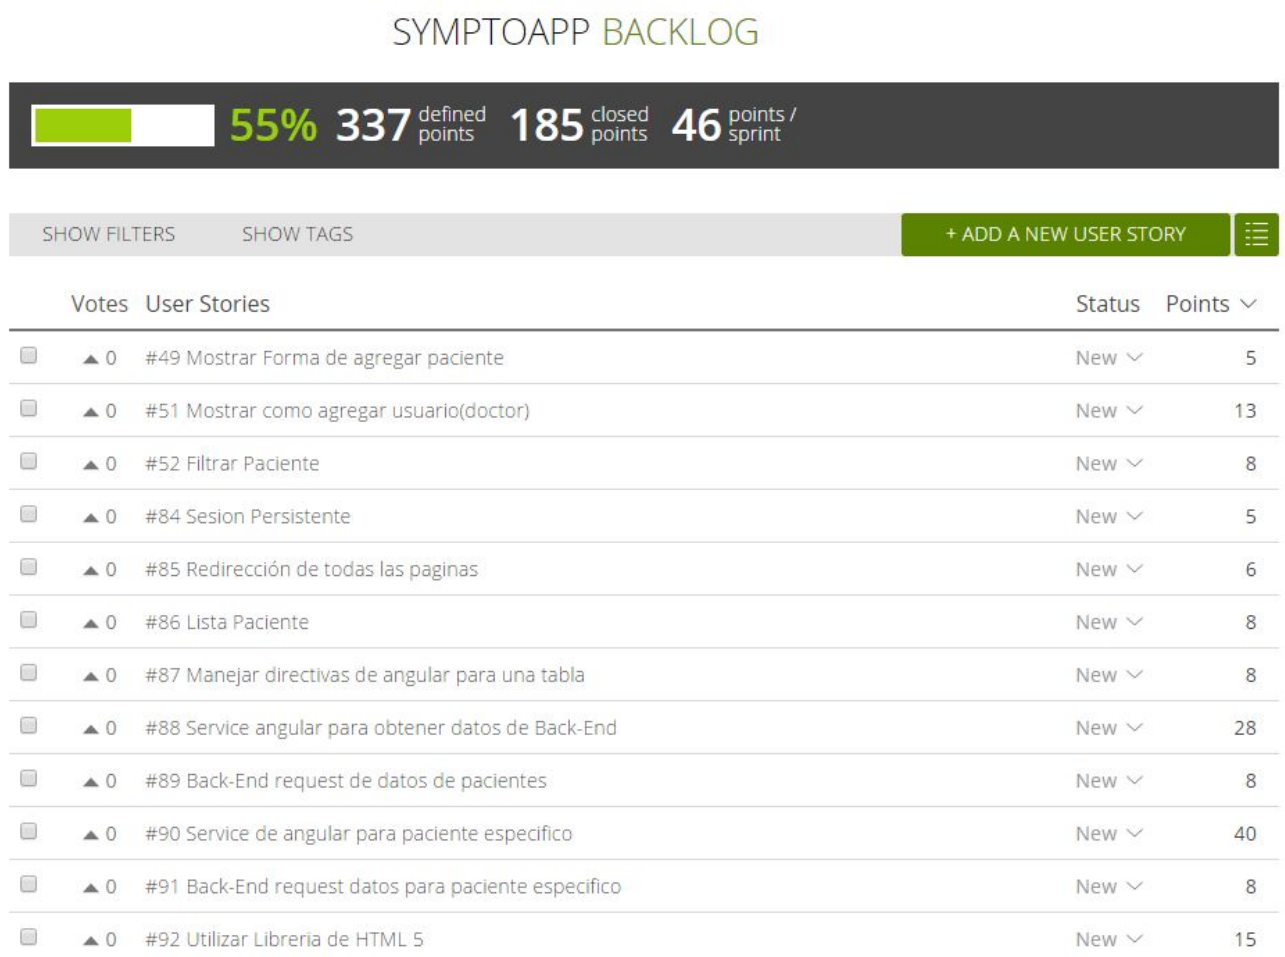 SYMPTOAPP BACKLOG
55% 337 defined points 185 closed points 46 points / sprint
SHOW FILTERS SHOW TAGS + ADD A NEW USER STORY
Votes User Stories Status Points
0 #49 Mostrar Forma de agregar paciente New 5
0 #51 Mostrar como agregar usuario(doctor) New 13
0 #52 Filtrar Paciente New 8
0 #84 Sesion Persistente New 5
0 #85 Redirección de todas las paginas New 6
0 #86 Lista Paciente New 8
0 #87 Manejar directivas de angular para una tabla New 8
0 #88 Service angular para obtener datos de Back-End New 28
0 #89 Back-End request de datos de pacientes New 8
0 #90 Service de angular para paciente especifico New 40
0 #91 Back-End request datos para paciente especifico New 8
0 #92 Utilizar Libreria de HTML 5 New 15